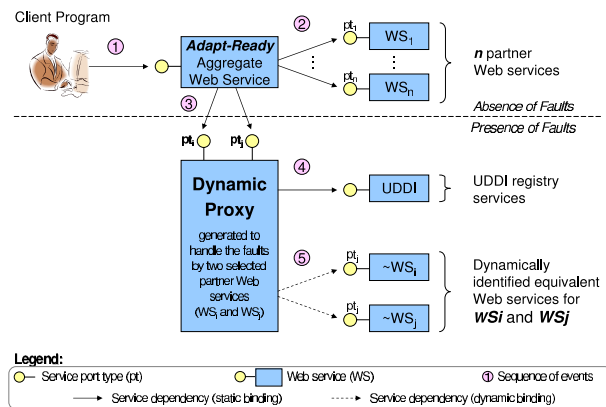 Client Program
1
Adapt-Ready
Aggregate
Web Service
2
pt1
WS1
⋮ ⋮
ptn
WSn
n partner
Web services
3
Absence of Faults
Presence of Faults
pti
ptj
Dynamic
Proxy
generated to
handle the faults
by two selected
partner Web
services
(WSi and WSj)
4
UDDI
UDDI registry
services
5
ptj
~WSi
ptj
~WSj
Dynamically
identified equivalent
Web services for
WSi and WSj
Legend:
Service port type (pt)
Web service (WS)
1 Sequence of events
Service dependency (static binding)
Service dependency (dynamic binding)